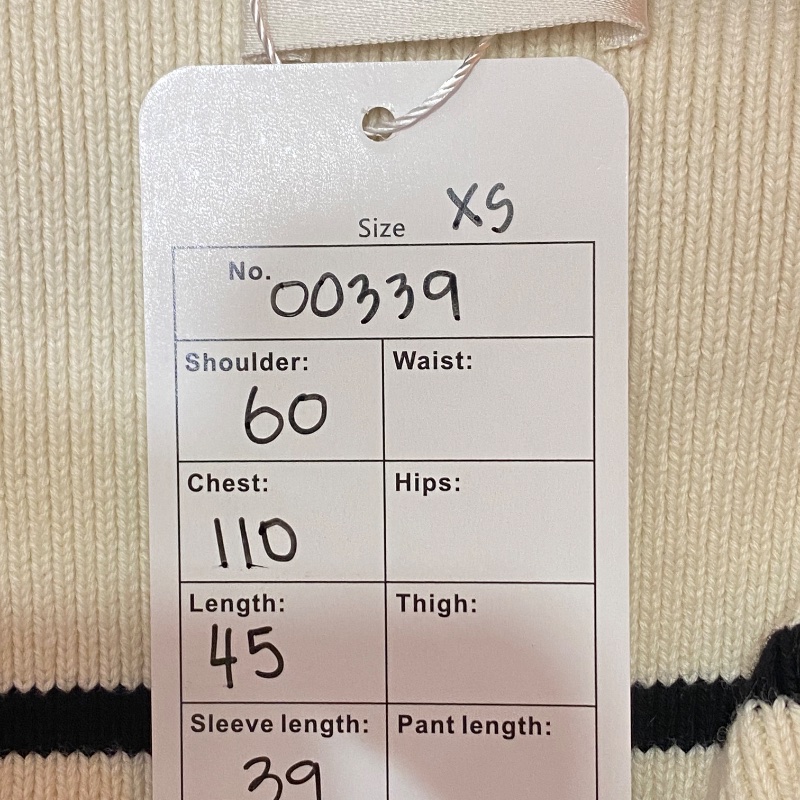 Size XS
No. 00339
Shoulder: Waist:
60
Chest: Hips:
110
Length: Thigh:
45
Sleeve length: Pant length:
39